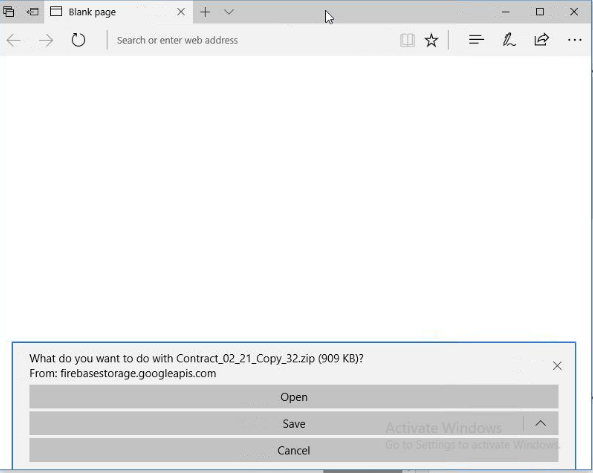 Blank page
Search or enter web address
What do you want to do with Contract_02_21_Copy_32.zip (909 KB)?
From: firebasestorage.googleapis.com
Open
Save
Cancel
Activate Windows
Go to Settings to activate Windows.